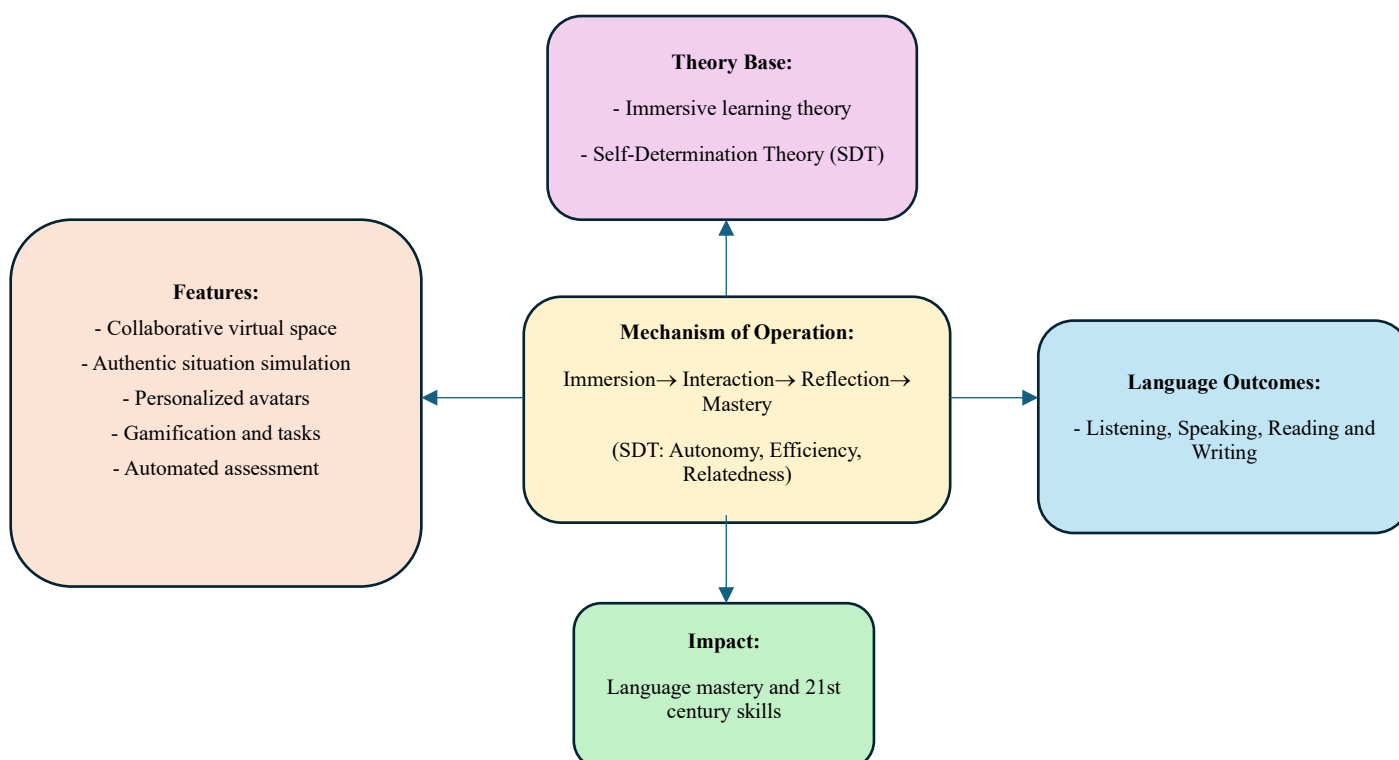 Theory Base:
- Immersive learning theory
- Self-Determination Theory (SDT)
Features:
- Collaborative virtual space
- Authentic situation simulation
- Personalized avatars
- Gamification and tasks
- Automated assessment
Mechanism of Operation:
Immersion→ Interaction→ Reflection→
Mastery
(SDT: Autonomy, Efficiency,
Relatedness)
Language Outcomes:
- Listening, Speaking, Reading and
Writing
Impact:
Language mastery and 21st
century skills